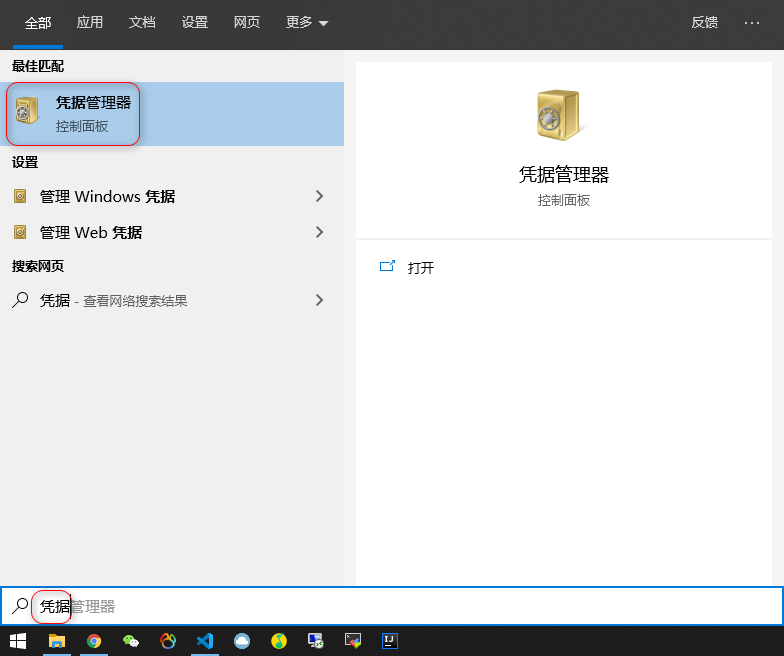 全部 应用 文档 设置 网页 更多 反馈 ···
最佳匹配
凭据管理器
控制面板
设置
管理 Windows 凭据
管理 Web 凭据
搜索网页
凭据 - 查看网络搜索结果
凭据管理器
控制面板
打开
凭据管理器
IJ